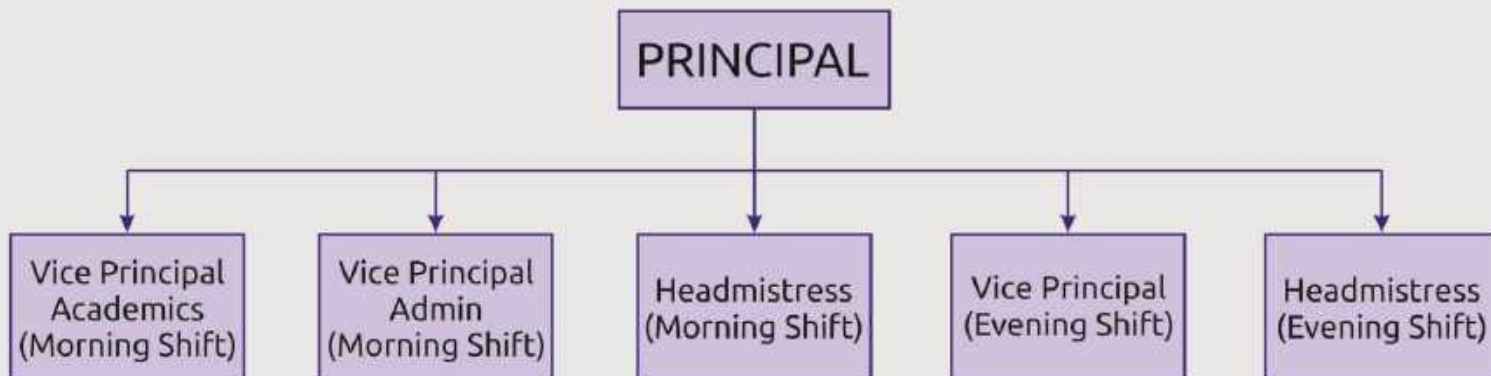 PRINCIPAL
Vice Principal
Academics
(Morning Shift)
Vice Principal
Admin
(Morning Shift)
Headmistress
(Morning Shift)
Vice Principal
(Evening Shift)
Headmistress
(Evening Shift)